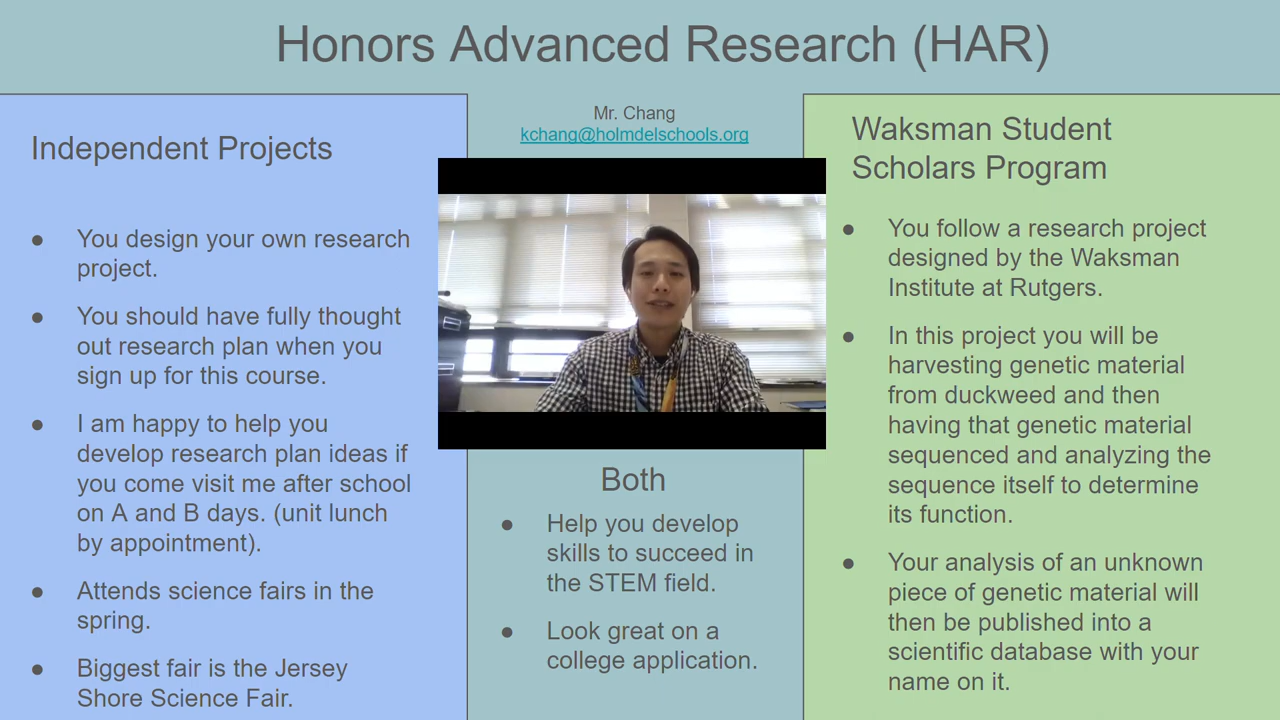 Honors Advanced Research (HAR)
Independent Projects
● You design your own research
project.
● You should have fully thought
out research plan when you
sign up for this course.
● I am happy to help you
develop research plan ideas if
you come visit me after school
on A and B days. (unit lunch
by appointment).
● Attends science fairs in the
spring.
● Biggest fair is the Jersey
Shore Science Fair.
Mr. Chang
kchang@holmdelschools.org
Both
● Help you develop
skills to succeed in
the STEM field.
● Look great on a
college application.
Waksman Student
Scholars Program
● You follow a research project
designed by the Waksman
Institute at Rutgers.
● In this project you will be
harvesting genetic material
from duckweed and then
having that genetic material
sequenced and analyzing the
sequence itself to determine
its function.
● Your analysis of an unknown
piece of genetic material will
then be published into a
scientific database with your
name on it.